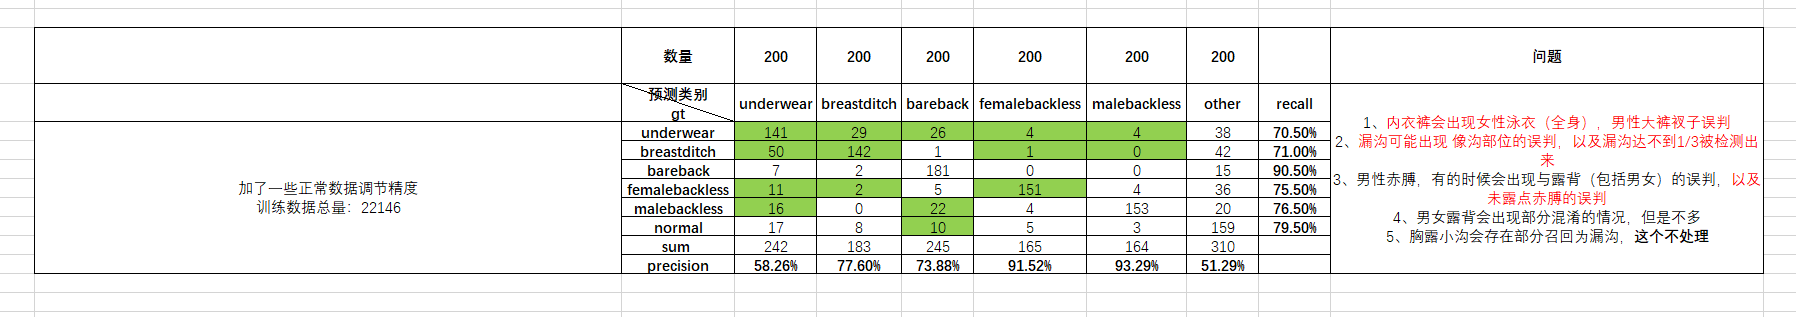 数量 200 200 200 200 200 200 问题
预测类别
gt
underwear breastditch bareback femalebackless malebackless other recall
underwear 141 29 26 4 4 38 70.50%
breastditch 50 142 1 1 0 42 71.00%
bareback 7 2 181 0 0 15 90.50%
femalebackless 11 2 5 151 4 36 75.50%
malebackless 16 0 22 4 153 20 76.50%
normal 17 8 10 5 3 159 79.50%
sum 242 183 245 165 164 310
precision 58.26% 77.60% 73.88% 91.52% 93.29% 51.29%
加了一些正常数据调节精度
训练数据总量：22146
1、内衣裤会出现女性泳衣（全身），男性大裤衩子误判
2、漏沟可能出现 像沟部位的误判，以及漏沟达不到1/3被检测出
来
3、男性赤膊，有的时候会出现与露背（包括男女）的误判，以及
未露点赤膊的误判
4、男女露背会出现部分混淆的情况，但是不多
5、胸露小沟会存在部分召回为漏沟，这个不处理